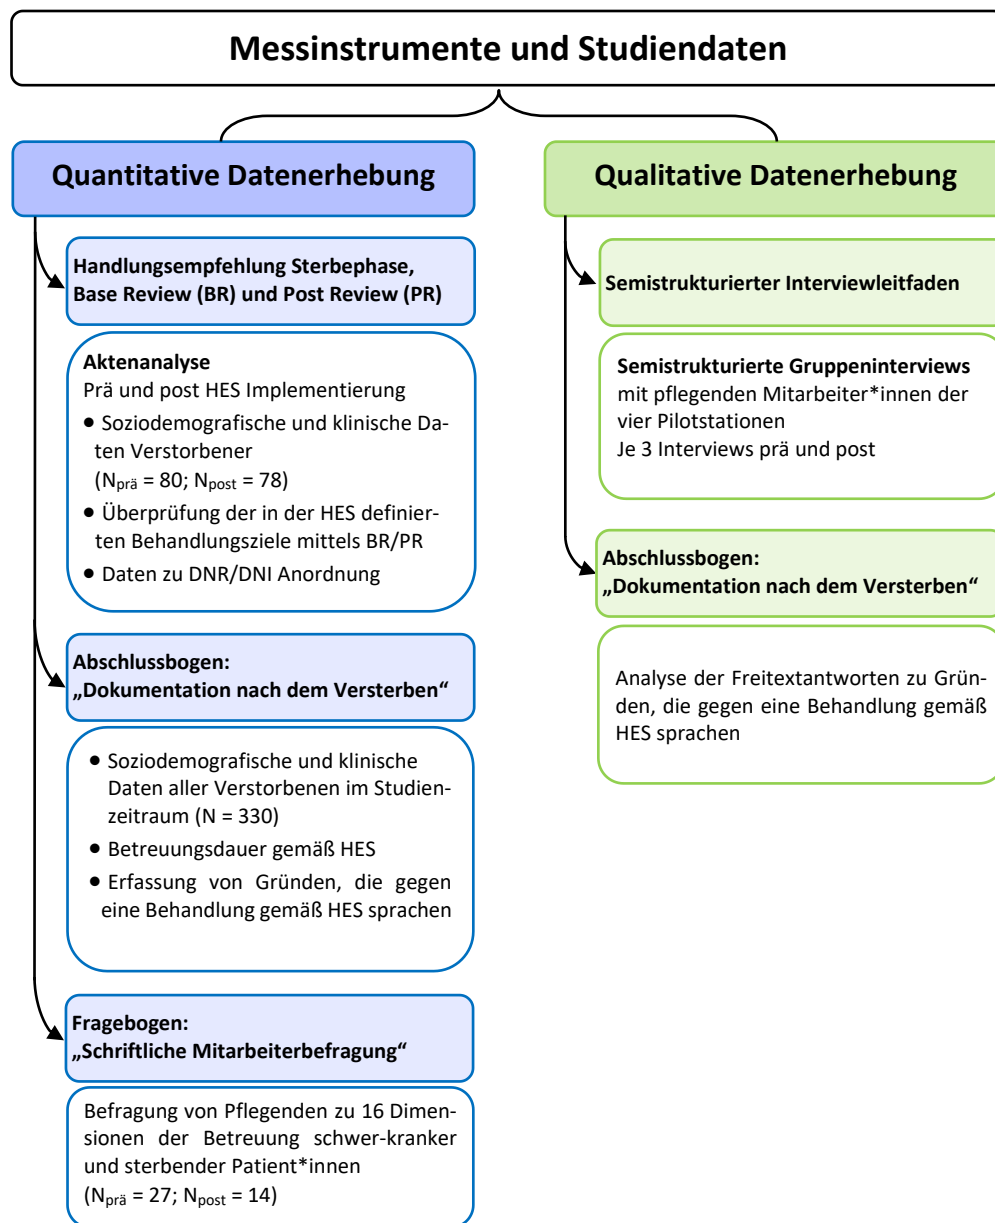 Messinstrumente und Studiendaten
Quantitative Datenerhebung
Handlungsempfehlung Sterbephase,
Base Review (BR) und Post Review (PR)
Aktenanalyse
Prä und post HES Implementierung
• Soziodemografische und klinische Da-
ten Verstorbener
(Nprä = 80; Npost = 78)
• Überprüfung der in der HES definier-
ten Behandlungsziele mittels BR/PR
• Daten zu DNR/DNI Anordnung
Abschlussbogen:
„Dokumentation nach dem Versterben“
• Soziodemografische und klinische
Daten aller Verstorbenen im Studien-
zeitraum (N = 330)
• Betreuungsdauer gemäß HES
• Erfassung von Gründen, die gegen
eine Behandlung gemäß HES sprachen
Fragebogen:
„Schriftliche Mitarbeiterbefragung“
Befragung von Pflegenden zu 16 Dimen-
sionen der Betreuung schwer-kranker
und sterbender Patient*innen
(Nprä = 27; Npost = 14)
Qualitative Datenerhebung
Semistrukturierter Interviewleitfaden
Semistrukturierte Gruppeninterviews
mit pflegenden Mitarbeiter*innen der
vier Pilotstationen
Je 3 Interviews prä und post
Abschlussbogen:
„Dokumentation nach dem Versterben“
Analyse der Freitextantworten zu Grün-
den, die gegen eine Behandlung gemäß
HES sprachen